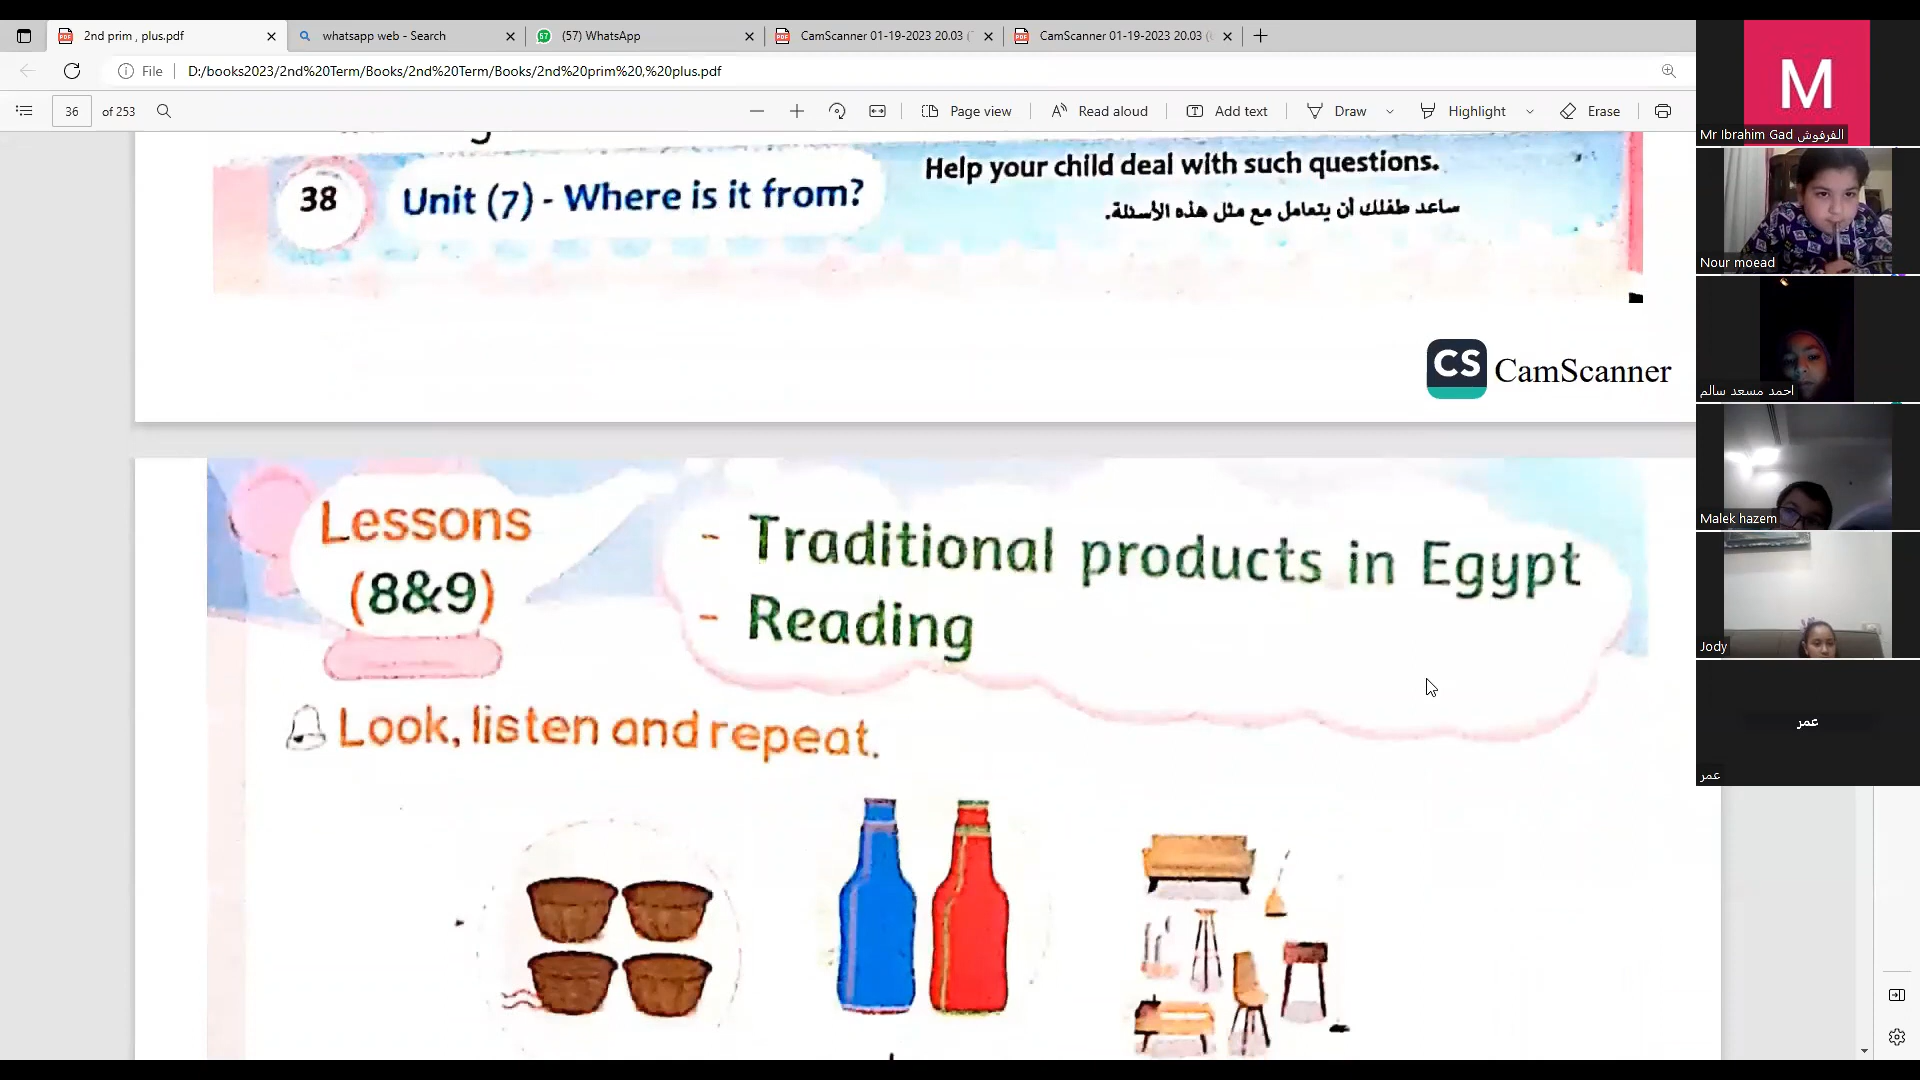 2nd prim , plus.pdf
whatsapp web - Search
(57) WhatsApp
CamScanner 01-19-2023 20.03
CamScanner 01-19-2023 20.03
File
D:/books2023/2nd%20Term/Books/2nd%20Term/Books/2nd%20prim%20,%20plus.pdf
36
of 253
Page view
Read aloud
Add text
Draw
Highlight
Erase
38
Unit (7) - Where is it from?
Help your child deal with such questions.
ساعد طفلك أن يتعامل مع مثل هذه الأسئلة.
CS CamScanner
Lessons
(8&9)
- Traditional products in Egypt
- Reading
Look, listen and repeat.
M
Mr Ibrahim Gad الفرفوش
Nour moead
احمد مسعد سالم
Malek hazem
Jody
عمر
عمر